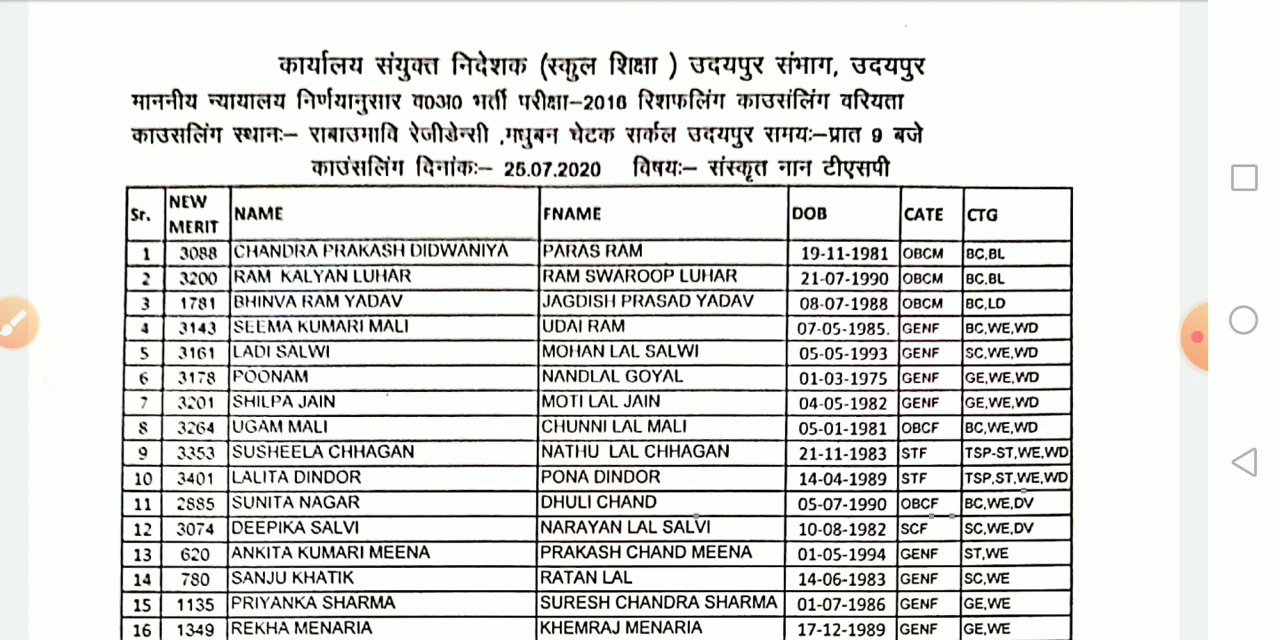 कार्यालय संयुक्त निदेशक (स्कुल शिक्षा ) उदयपुर संभाग, उदयपुर
माननीय न्यायालय निर्णयानुसार व0अ0 भर्ती परीक्षा–2016 रिशफलिंग काउसंलिंग वरियता
काउसलिंग स्थानः– राबाउमावि रेजीडेन्सी ,मधुबन चेटक सर्कल उदयपुर समयः–प्रात 9 बजे
काउंसलिंग दिनांकः– 25.07.2020 विषयः– संस्कृत नान टीएसपी
Sr. NEW MERIT NAME FNAME DOB CATE CTG
1 3088 CHANDRA PRAKASH DIDWANIYA PARAS RAM 19-11-1981 OBCM BC,BL
2 3200 RAM KALYAN LUHAR RAM SWAROOP LUHAR 21-07-1990 OBCM BC,BL
3 1781 BHINVA RAM YADAV JAGDISH PRASAD YADAV 08-07-1988 OBCM BC,LD
4 3143 SEEMA KUMARI MALI UDAI RAM 07-05-1985. GENF BC,WE,WD
5 3161 LADI SALWI MOHAN LAL SALWI 05-05-1993 GENF SC,WE,WD
6 3178 POONAM NANDLAL GOYAL 01-03-1975 GENF GE,WE,WD
7 3201 SHILPA JAIN MOTI LAL JAIN 04-05-1982 GENF GE,WE,WD
8 3264 UGAM MALI CHUNNI LAL MALI 05-01-1981 OBCF BC,WE,WD
9 3353 SUSHEELA CHHAGAN NATHU LAL CHHAGAN 21-11-1983 STF TSP-ST,WE,WD
10 3401 LALITA DINDOR PONA DINDOR 14-04-1989 STF TSP,ST,WE,WD
11 2885 SUNITA NAGAR DHULI CHAND 05-07-1990 OBCF BC,WE,DV
12 3074 DEEPIKA SALVI NARAYAN LAL SALVI 10-08-1982 SCF SC,WE,DV
13 620 ANKITA KUMARI MEENA PRAKASH CHAND MEENA 01-05-1994 GENF ST,WE
14 780 SANJU KHATIK RATAN LAL 14-06-1983 GENF SC,WE
15 1135 PRIYANKA SHARMA SURESH CHANDRA SHARMA 01-07-1986 GENF GE,WE
16 1349 REKHA MENARIA KHEMRAJ MENARIA 17-12-1989 GENF GE,WE